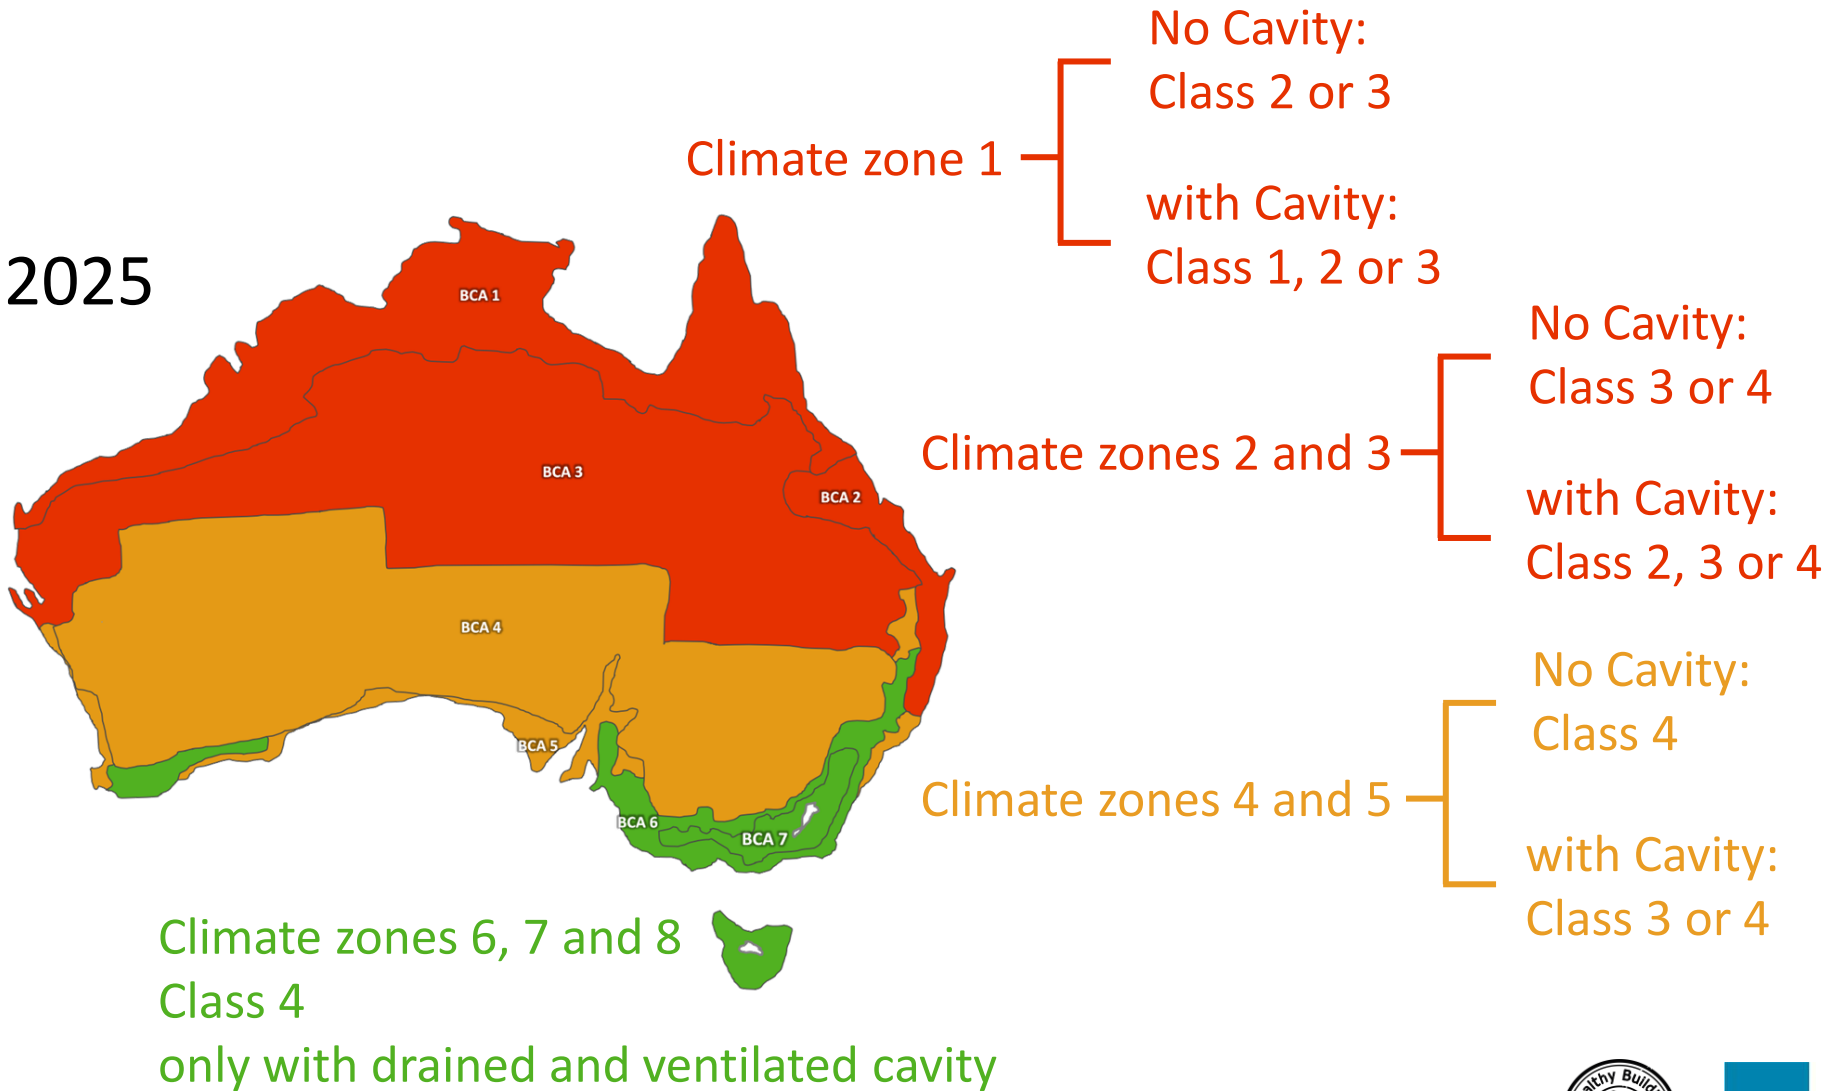 No Cavity:
Class 2 or 3
Climate zone 1
with Cavity:
Class 1, 2 or 3
2025
BCA 1
No Cavity:
Class 3 or 4
Climate zones 2 and 3
BCA 3
BCA 2
with Cavity:
Class 2, 3 or 4
BCA 4
No Cavity:
Class 4
BCA 5
Climate zones 4 and 5
BCA 6
BCA 7
with Cavity:
Class 3 or 4
Climate zones 6, 7 and 8
Class 4
only with drained and ventilated cavity